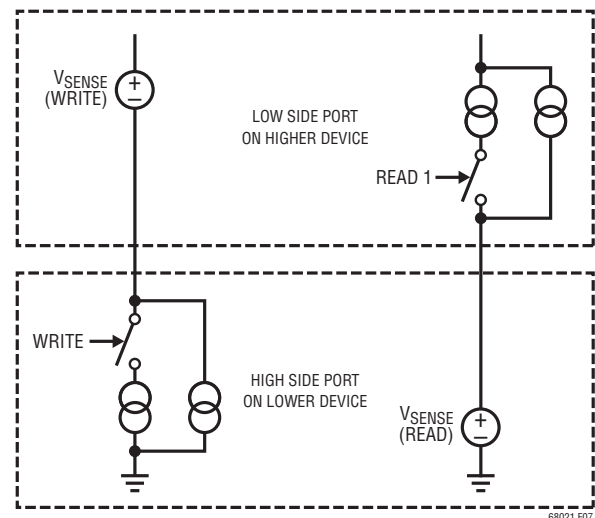 VSENSE
(WRITE)
+
–
LOW SIDE PORT
ON HIGHER DEVICE
READ 1
WRITE
HIGH SIDE PORT
ON LOWER DEVICE
VSENSE
(READ)
+
–
68021 F07